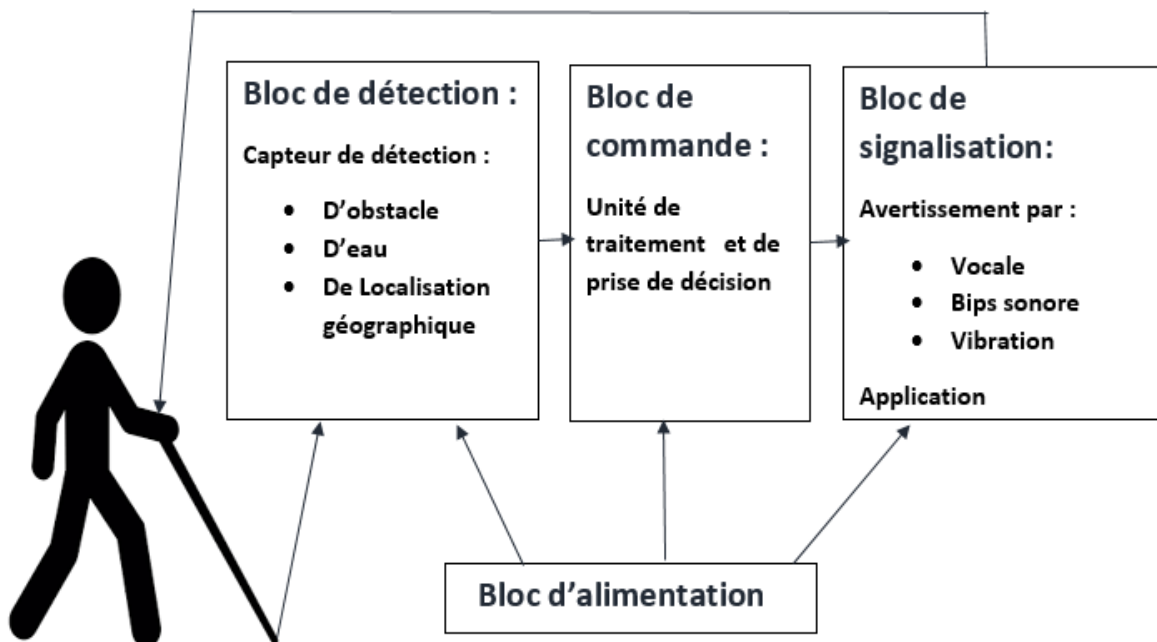 Bloc de détection :
Capteur de détection :
• D'obstacle
• D'eau
• De Localisation
géographique
Bloc de
commande :
Unité de
traitement et de
prise de décision
Bloc de
signalisation:
Avertissement par :
• Vocale
• Bips sonore
• Vibration
Application
Bloc d'alimentation